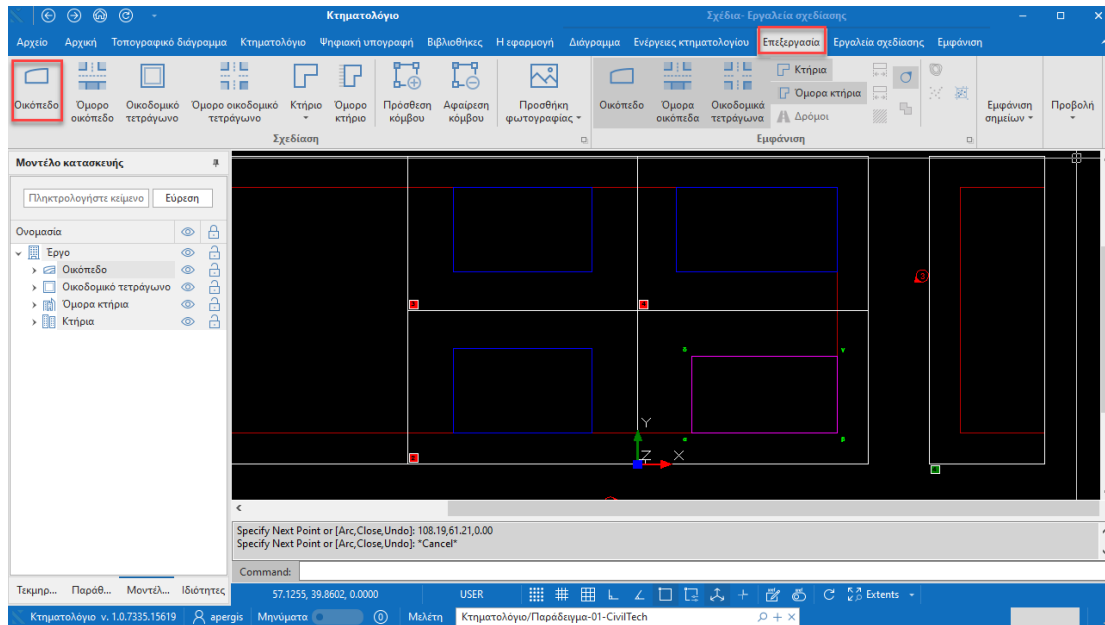 Κτηματολόγιο
Σχέδια- Εργαλεία σχεδίασης
Αρχείο Αρχική Τοπογραφικό διάγραμμα Κτηματολόγιο Ψηφιακή υπογραφή Βιβλιοθήκες Η εφαρμογή Διάγραμμα Ενέργειες κτηματολογίου Επεξεργασία Εργαλεία σχεδίασης Εμφάνιση
Οικόπεδο
Όμορο οικόπεδο
Οικοδομικό τετράγωνο
Όμορο οικοδομικό τετράγωνο
Κτήριο
Όμορο κτήριο
Πρόσθεση κόμβου
Αφαίρεση κόμβου
Προσθήκη φωτογραφίας
Σχεδίαση
Οικόπεδο
Όμορα οικόπεδα
Οικοδομικά τετράγωνα
Κτήρια
Όμορα κτήρια
Δρόμοι
Εμφάνιση
Εμφάνιση σημείων
Προβολή
Μοντέλο κατασκευής
Πληκτρολογήστε κείμενο Εύρεση
Ονομασία
Έργο
Οικόπεδο
Οικοδομικό τετράγωνο
Όμορα κτήρια
Κτήρια
3
δ
γ
α
β
Y
Z X
Specify Next Point or [Arc,Close,Undo]: 108.19,61.21,0.00
Specify Next Point or [Arc,Close,Undo]: *Cancel*
Command:
Τεκμηρ... Παράθ... Μοντέλ... Ιδιότητες
57.1255, 39.8602, 0.0000 USER Extents
Κτηματολόγιο v. 1.0.7335.15619 apergis Μηνύματα (0) Μελέτη Κτηματολόγιο/Παράδειγμα-01-CivilTech